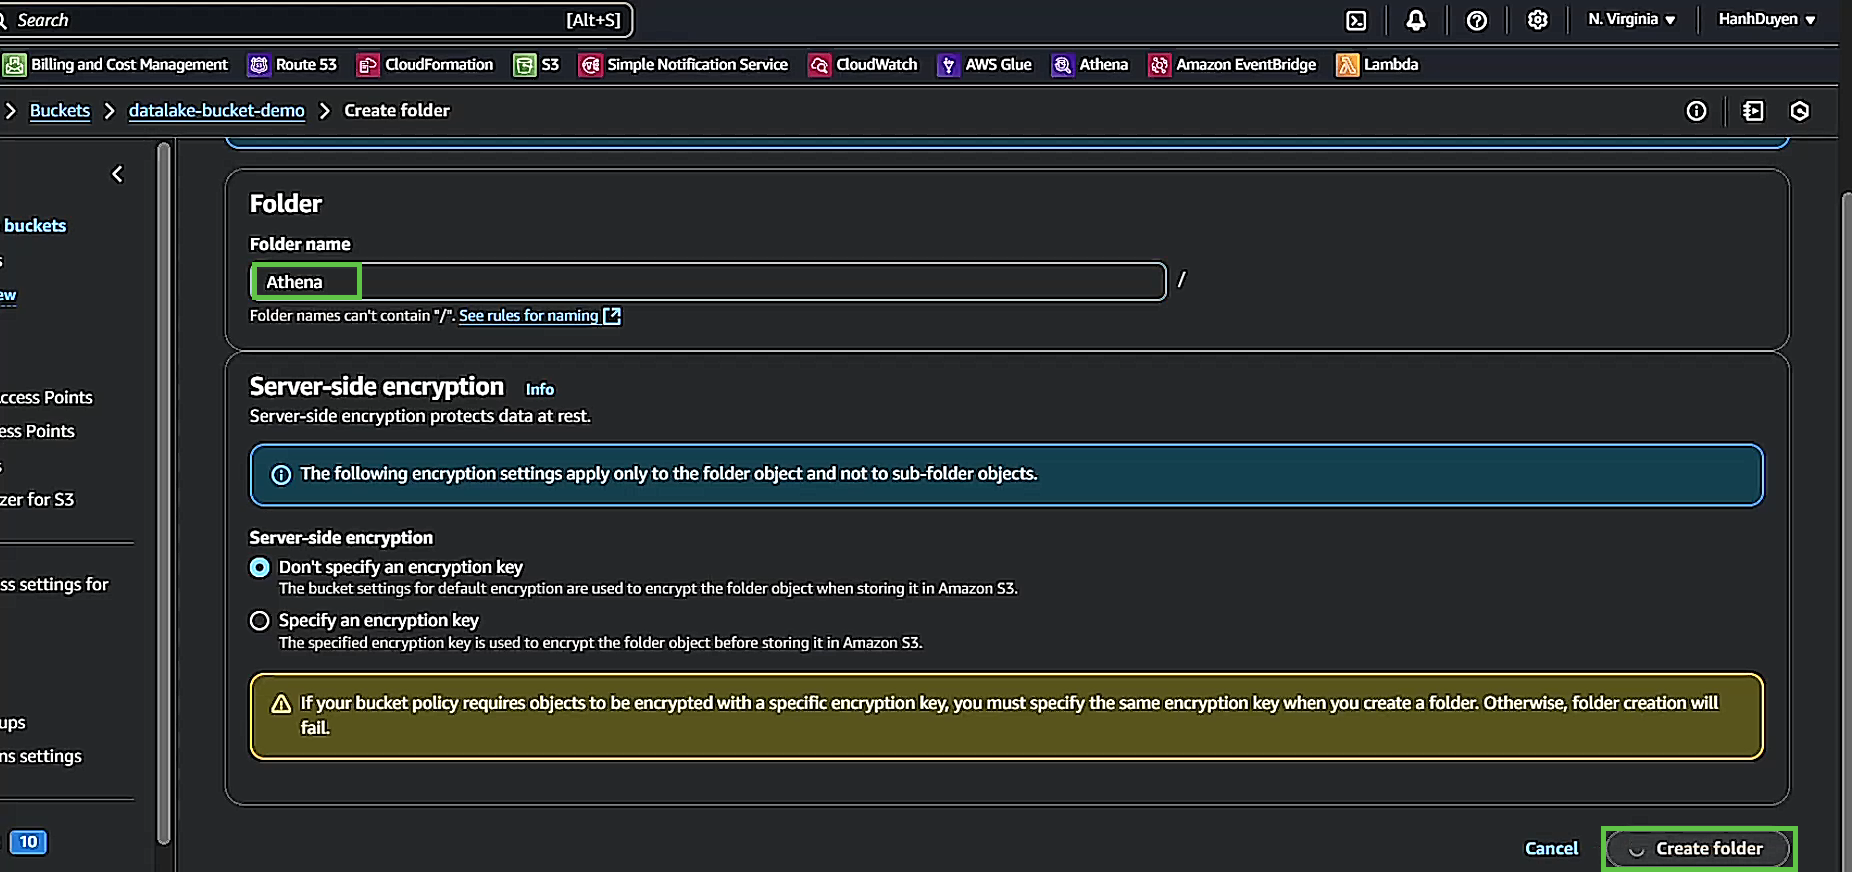 Search [Alt+S] N. Virginia HanhDuyen
Billing and Cost Management Route 53 CloudFormation S3 Simple Notification Service CloudWatch AWS Glue Athena Amazon EventBridge Lambda
Buckets datalake-bucket-demo Create folder
buckets
s
ew
ccess Points
ess Points
s
zer for S3
ss settings for
ups
ns settings
10
Folder
Folder name
Athena /
Folder names can't contain "/". See rules for naming
Server-side encryption Info
Server-side encryption protects data at rest.
The following encryption settings apply only to the folder object and not to sub-folder objects.
Server-side encryption
Don't specify an encryption key
The bucket settings for default encryption are used to encrypt the folder object when storing it in Amazon S3.
Specify an encryption key
The specified encryption key is used to encrypt the folder object before storing it in Amazon S3.
If your bucket policy requires objects to be encrypted with a specific encryption key, you must specify the same encryption key when you create a folder. Otherwise, folder creation will
fail.
Cancel Create folder